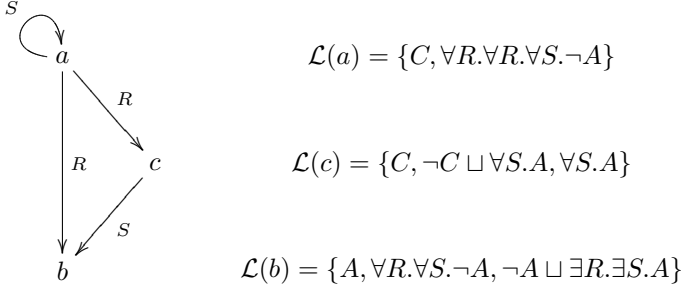 S
a
L(a) = {C, ∀R.∀R.∀S.¬A}
R
R
c
L(c) = {C, ¬C ⊔ ∀S.A, ∀S.A}
S
b
L(b) = {A, ∀R.∀S.¬A, ¬A ⊔ ∃R.∃S.A}